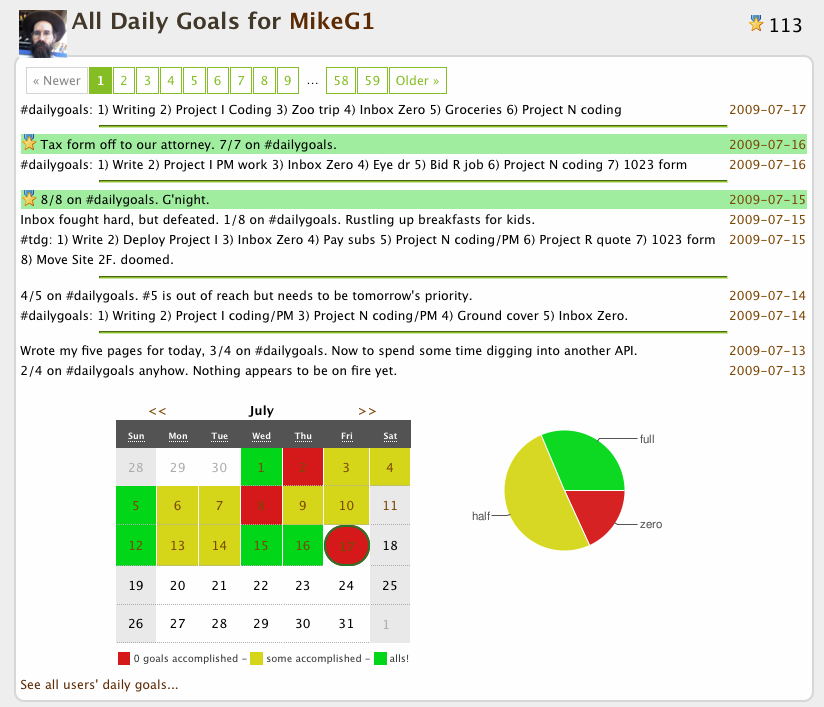 All Daily Goals for MikeG1
113
« Newer 1 2 3 4 5 6 7 8 9 ... 58 59 Older »
#dailygoals: 1) Writing 2) Project I Coding 3) Zoo trip 4) Inbox Zero 5) Groceries 6) Project N coding 2009-07-17
Tax form off to our attorney. 7/7 on #dailygoals. 2009-07-16
#dailygoals: 1) Write 2) Project I PM work 3) Inbox Zero 4) Eye dr 5) Bid R job 6) Project N coding 7) 1023 form 2009-07-16
8/8 on #dailygoals. G'night. 2009-07-15
Inbox fought hard, but defeated. 1/8 on #dailygoals. Rustling up breakfasts for kids. 2009-07-15
#tdg: 1) Write 2) Deploy Project I 3) Inbox Zero 4) Pay subs 5) Project N coding/PM 6) Project R quote 7) 1023 form 2009-07-15
8) Move Site 2F. doomed.
4/5 on #dailygoals. #5 is out of reach but needs to be tomorrow's priority. 2009-07-14
#dailygoals: 1) Writing 2) Project I coding/PM 3) Project N coding/PM 4) Ground cover 5) Inbox Zero. 2009-07-14
Wrote my five pages for today, 3/4 on #dailygoals. Now to spend some time digging into another API. 2009-07-13
2/4 on #dailygoals anyhow. Nothing appears to be on fire yet. 2009-07-13
<< July >>
Sun Mon Tue Wed Thu Fri Sat
28 29 30 1 2 3 4
5 6 7 8 9 10 11
12 13 14 15 16 17 18
19 20 21 22 23 24 25
26 27 28 29 30 31 1
0 goals accomplished - some accomplished - alls!
full
half
zero
See all users' daily goals...